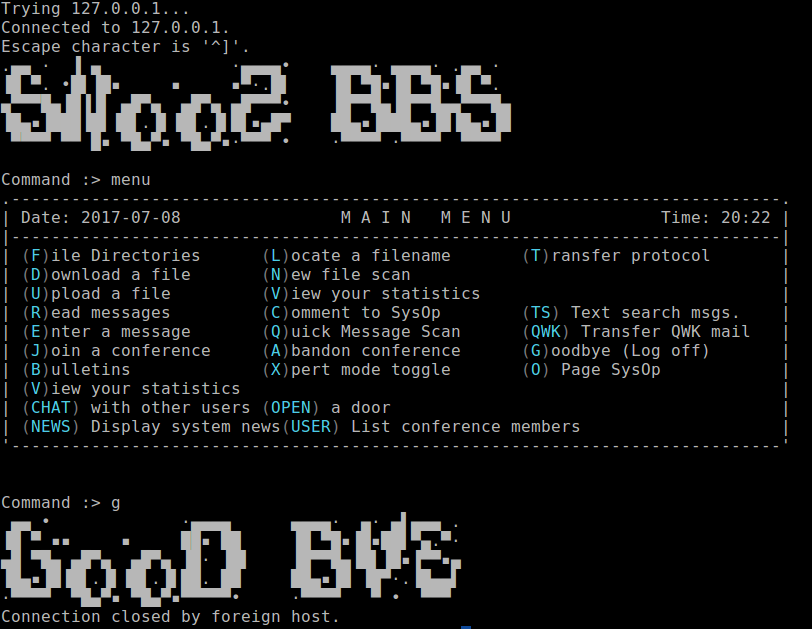 Trying 127.0.0.1...
Connected to 127.0.0.1.
Escape character is '^]'.
SNooZ BBS
Command :> menu
| Date: 2017-07-08 M A I N M E N U Time: 20:22 |
| (F)ile Directories (L)ocate a filename (T)ransfer protocol |
| (D)ownload a file (N)ew file scan |
| (U)pload a file (V)iew your statistics |
| (R)ead messages (C)omment to SysOp (TS) Text search msgs. |
| (E)nter a message (Q)uick Message Scan (QWK) Transfer QWK mail |
| (J)oin a conference (A)bandon conference (G)oodbye (Log off) |
| (B)ulletins (X)pert mode toggle (O) Page SysOp |
| (V)iew your statistics |
| (CHAT) with other users (OPEN) a door |
| (NEWS) Display system news(USER) List conference members |
Command :> g
GooD BYE
Connection closed by foreign host.